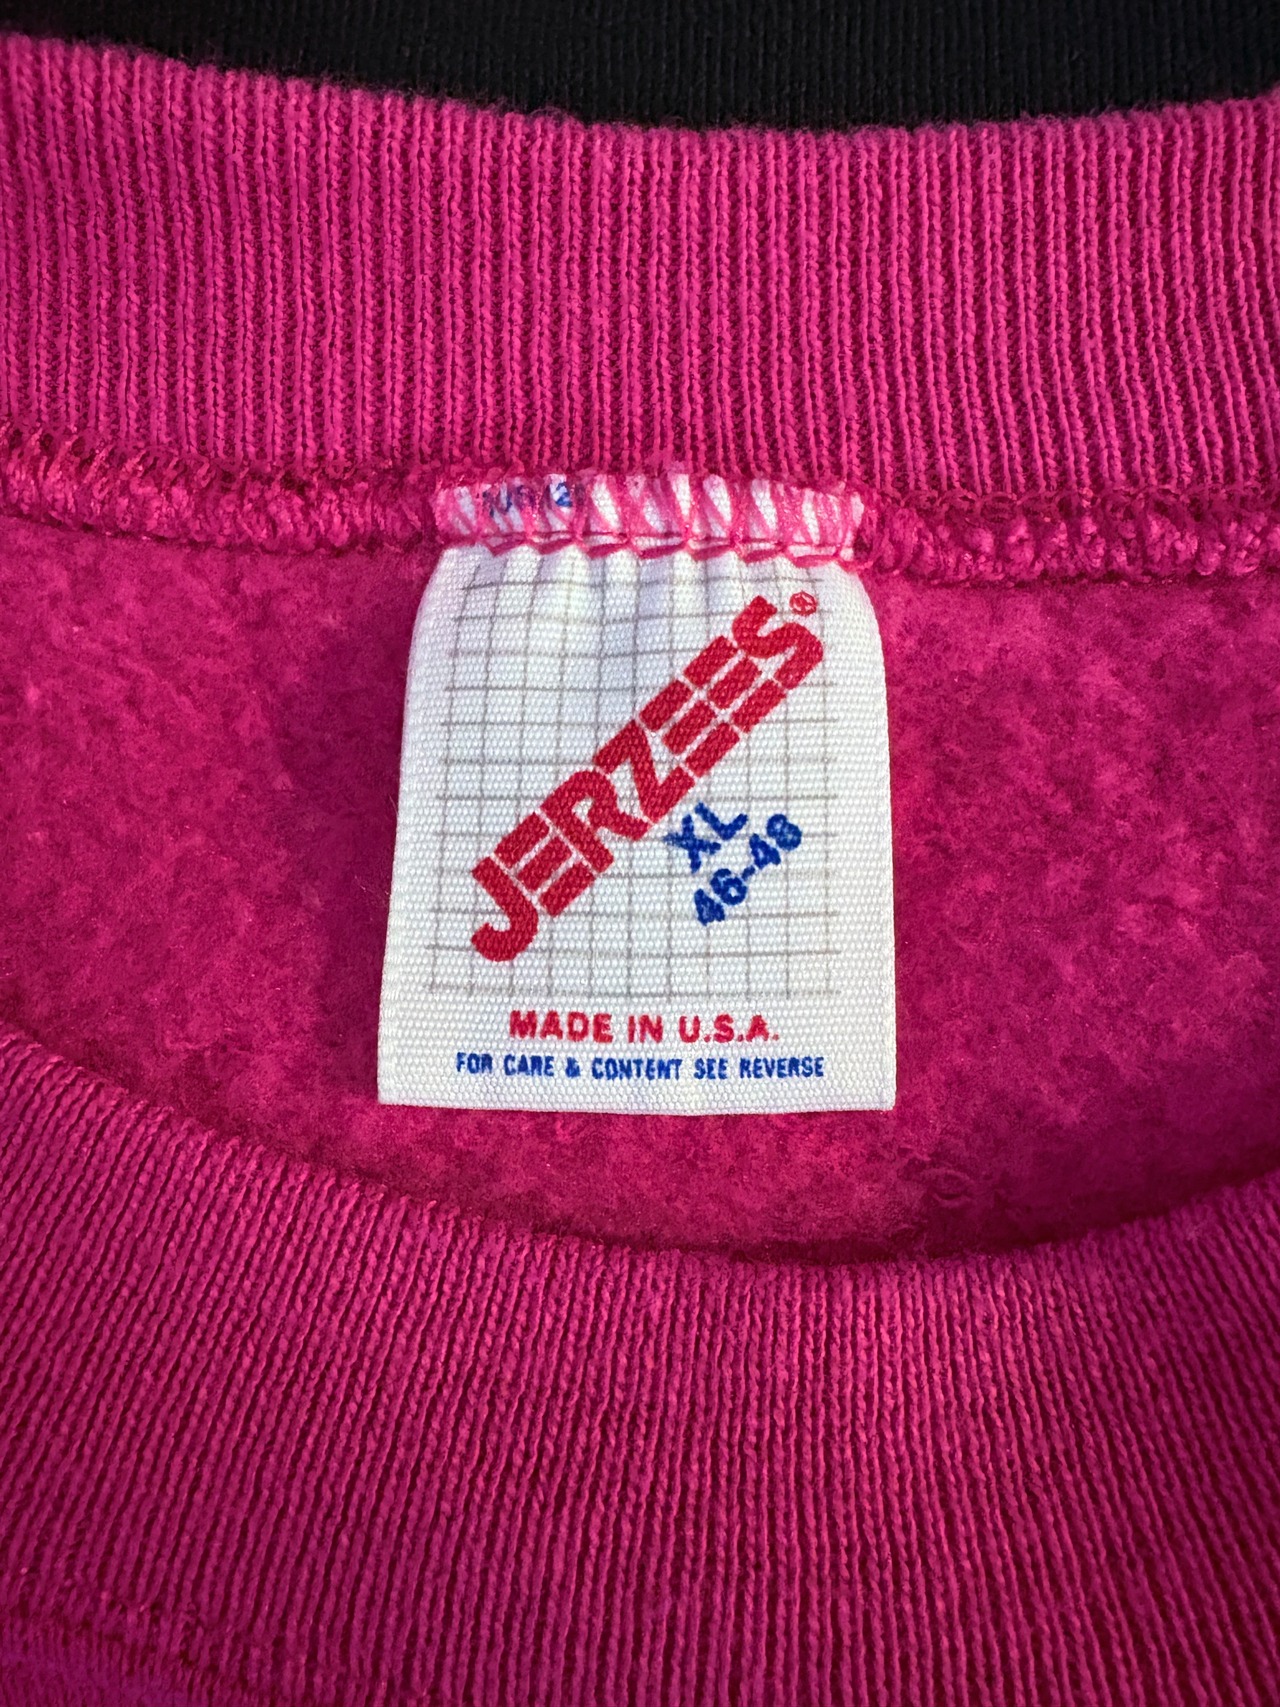 JERZEES®
XL
46-48
MADE IN U.S.A.
FOR CARE & CONTENT SEE REVERSE